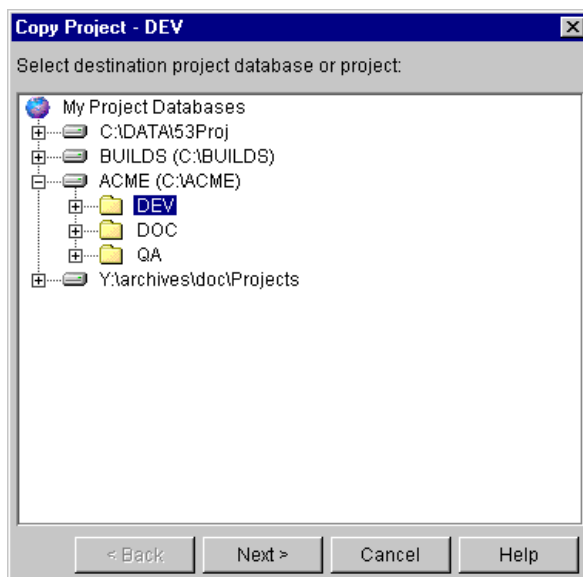 Copy Project - DEV
Select destination project database or project:
My Project Databases
C:\DATA\53Proj
BUILDS (C:\BUILDS)
ACME (C:\ACME)
DEV
DOC
QA
Y:\archives\doc\Projects
< Back Next > Cancel Help